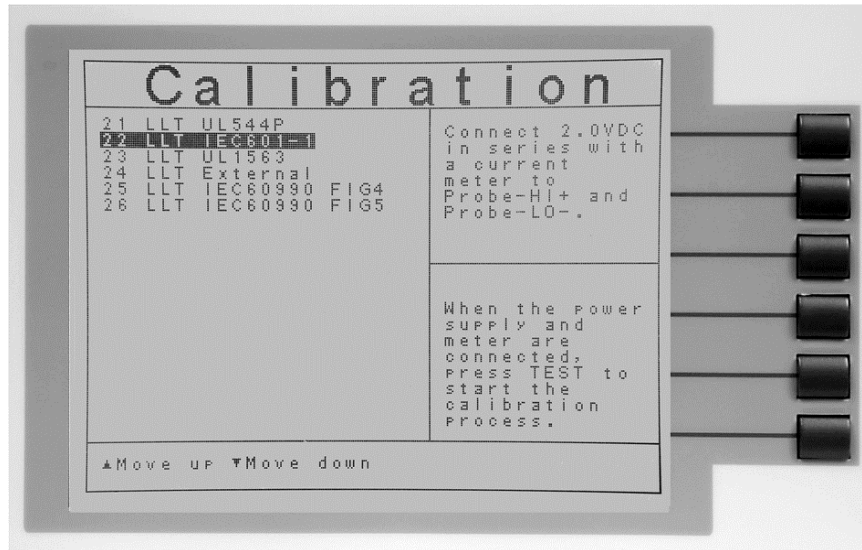 Calibration
21 LLT UL544P
22 LLT IEC601-1
23 LLT UL1563
24 LLT External
25 LLT IEC60990 FIG4
26 LLT IEC60990 FIG5
Connect 2.0VDC
in series with
a current
meter to
Probe-HI+ and
Probe-LO-.
When the power
supply and
meter are
connected,
press TEST to
start the
calibration
process.
▲Move up ▼Move down